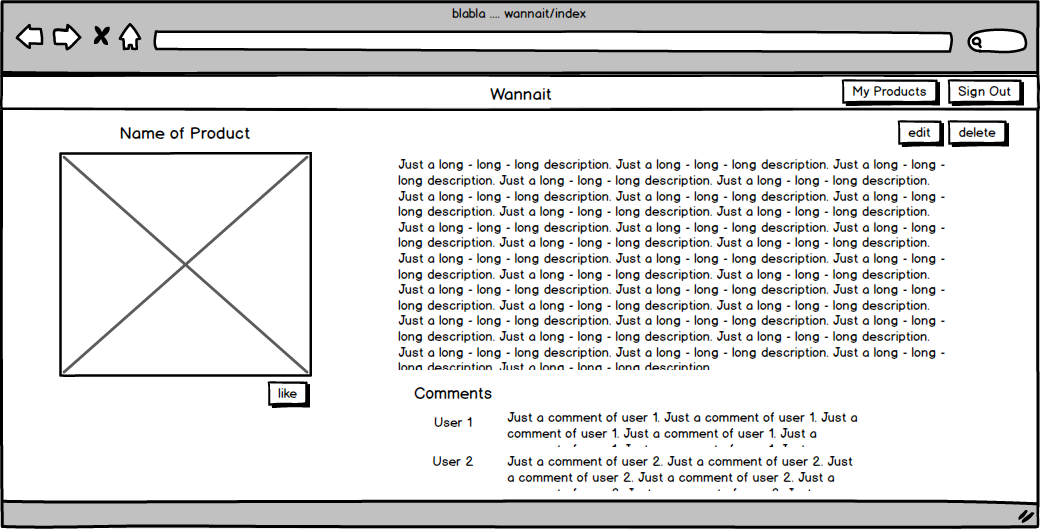 blabla .... wannait/index
Wannait
My Products
Sign Out
Name of Product
edit
delete
Just a long - long - long description. Just a long - long - long description. Just a long - long -
long description. Just a long - long - long description. Just a long - long - long description.
Just a long - long - long description. Just a long - long - long description. Just a long - long -
long description. Just a long - long - long description. Just a long - long - long description.
Just a long - long - long description. Just a long - long - long description. Just a long - long -
long description. Just a long - long - long description. Just a long - long - long description.
Just a long - long - long description. Just a long - long - long description. Just a long - long -
long description. Just a long - long - long description. Just a long - long - long description.
Just a long - long - long description. Just a long - long - long description. Just a long - long -
long description. Just a long - long - long description. Just a long - long - long description.
Just a long - long - long description. Just a long - long - long description. Just a long - long -
long description. Just a long - long - long description. Just a long - long - long description.
Just a long - long - long description. Just a long - long - long description. Just a long - long -
long description. Just a long - long - long description
like
Comments
User 1
Just a comment of user 1. Just a comment of user 1. Just a
comment of user 1. Just a comment of user 1. Just a
User 2
Just a comment of user 2. Just a comment of user 2. Just
a comment of user 2. Just a comment of user 2. Just a